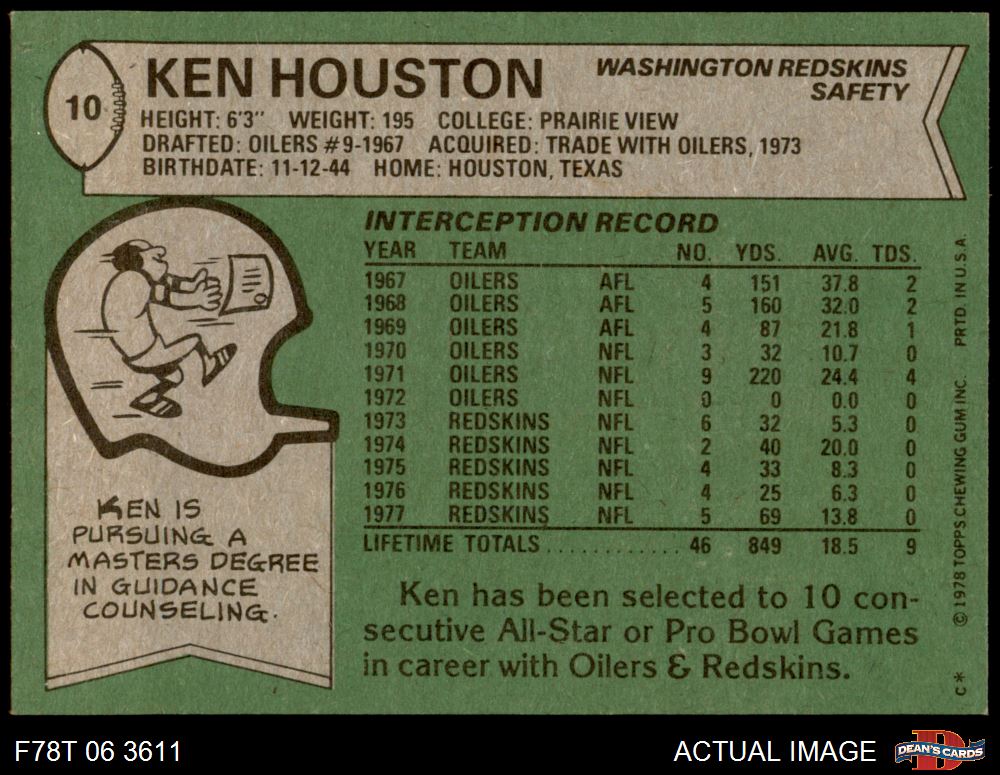 10
KEN HOUSTON
WASHINGTON REDSKINS
SAFETY
HEIGHT: 6'3" WEIGHT: 195 COLLEGE: PRAIRIE VIEW
DRAFTED: OILERS #9-1967 ACQUIRED: TRADE WITH OILERS, 1973
BIRTHDATE: 11-12-44 HOME: HOUSTON, TEXAS
INTERCEPTION RECORD
YEAR TEAM NO. YDS. AVG. TDS.
1967 OILERS AFL 4 151 37.8 2
1968 OILERS AFL 5 160 32.0 2
1969 OILERS AFL 4 87 21.8 1
1970 OILERS NFL 3 32 10.7 0
1971 OILERS NFL 9 220 24.4 4
1972 OILERS NFL 0 0 0.0 0
1973 REDSKINS NFL 6 32 5.3 0
1974 REDSKINS NFL 2 40 20.0 0
1975 REDSKINS NFL 4 33 8.3 0
1976 REDSKINS NFL 4 25 6.3 0
1977 REDSKINS NFL 5 69 13.8 0
LIFETIME TOTALS............ 46 849 18.5 9
KEN IS
PURSUING A
MASTERS DEGREE
IN GUIDANCE
COUNSELING.
Ken has been selected to 10 con-
secutive All-Star or Pro Bowl Games
in career with Oilers & Redskins.
C* © 1978 TOPPS CHEWING GUM INC. PRTD. IN U.S.A.
F78T 06 3611
ACTUAL IMAGE
DEAN'S CARDS